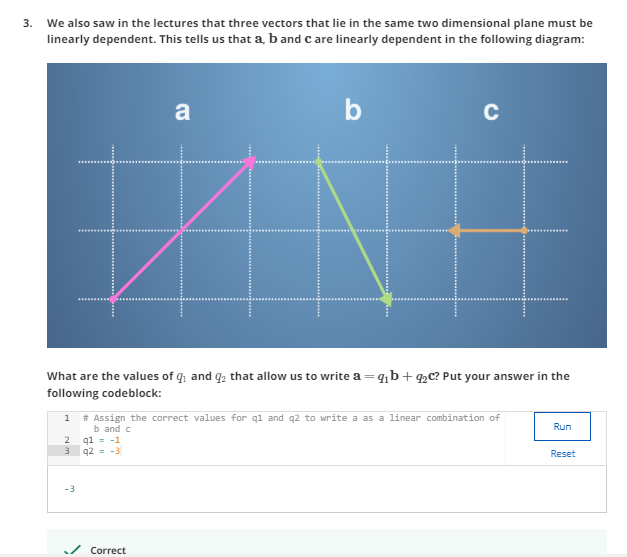 3. We also saw in the lectures that three vectors that lie in the same two dimensional plane must be
linearly dependent. This tells us that a, b and c are linearly dependent in the following diagram:
a b c
What are the values of q₁ and q₂ that allow us to write a = q₁b + q₂c? Put your answer in the
following codeblock:
1 # Assign the correct values for q1 and q2 to write a as a linear combination of
b and c
Run
2 q1 = -1
3 q2 = -3
Reset
-3
Correct